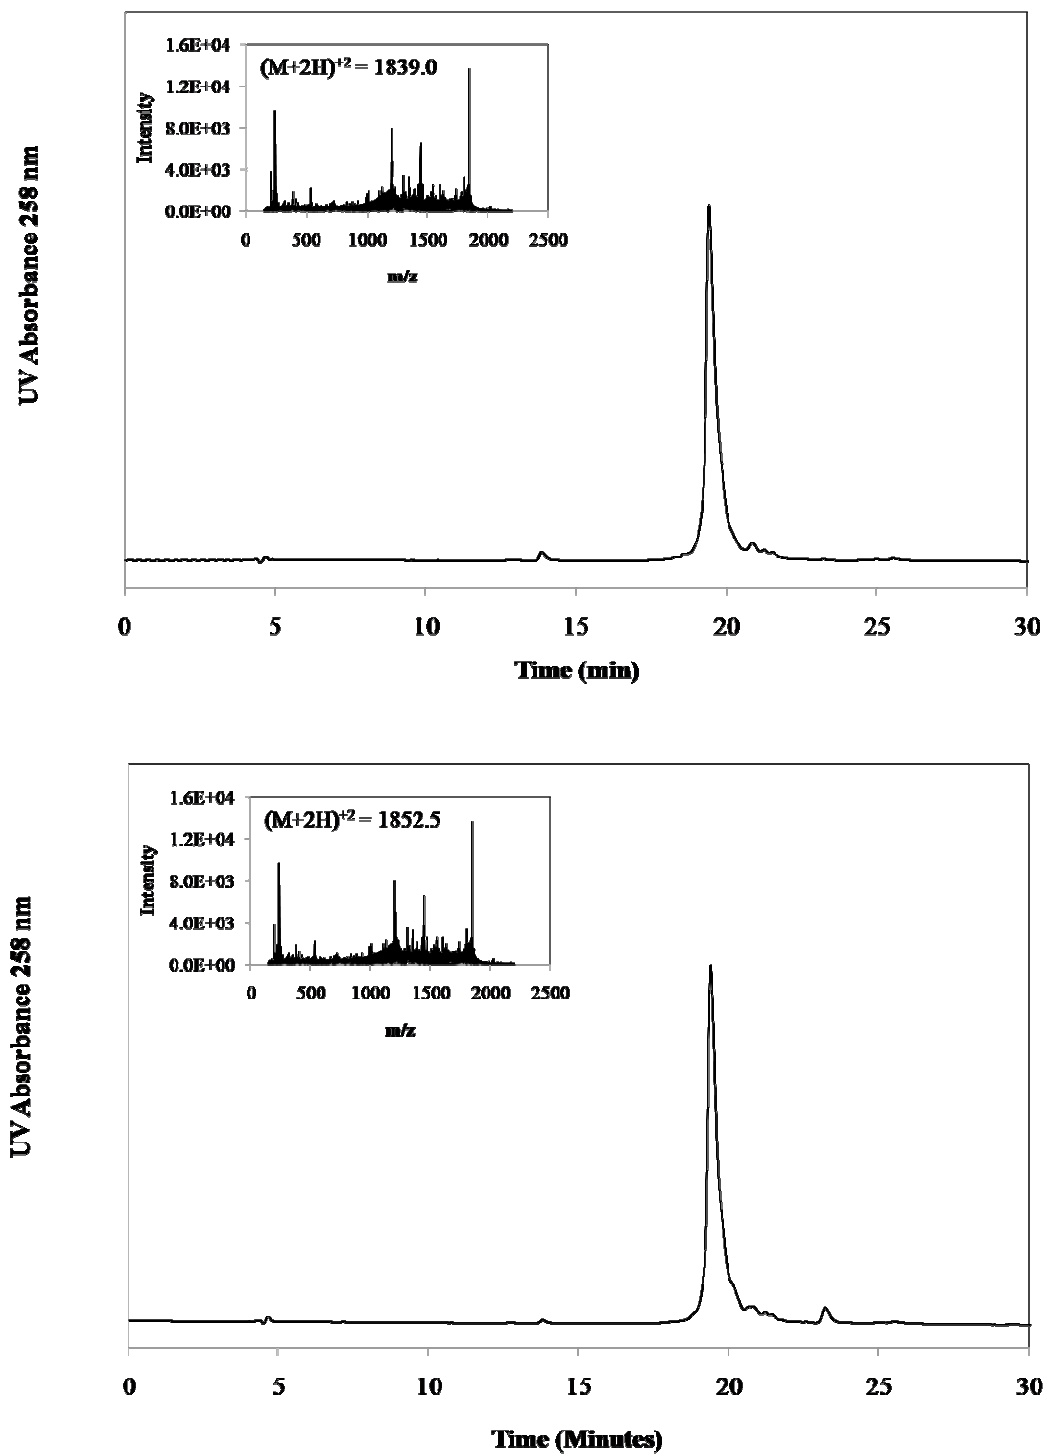 1.6E+04
(M+2H)+2 = 1839.0
1.2E+04
Intensity
8.0E+03
4.0E+03
0.0E+00
0 500 1000 1500 2000 2500
m/z
UV Absorbance 258 nm
0 5 10 15 20 25 30
Time (min)
1.6E+04
(M+2H)+2 = 1852.5
1.2E+04
Intensity
8.0E+03
4.0E+03
0.0E+00
0 500 1000 1500 2000 2500
m/z
UV Absorbance 258 nm
0 5 10 15 20 25 30
Time (Minutes)